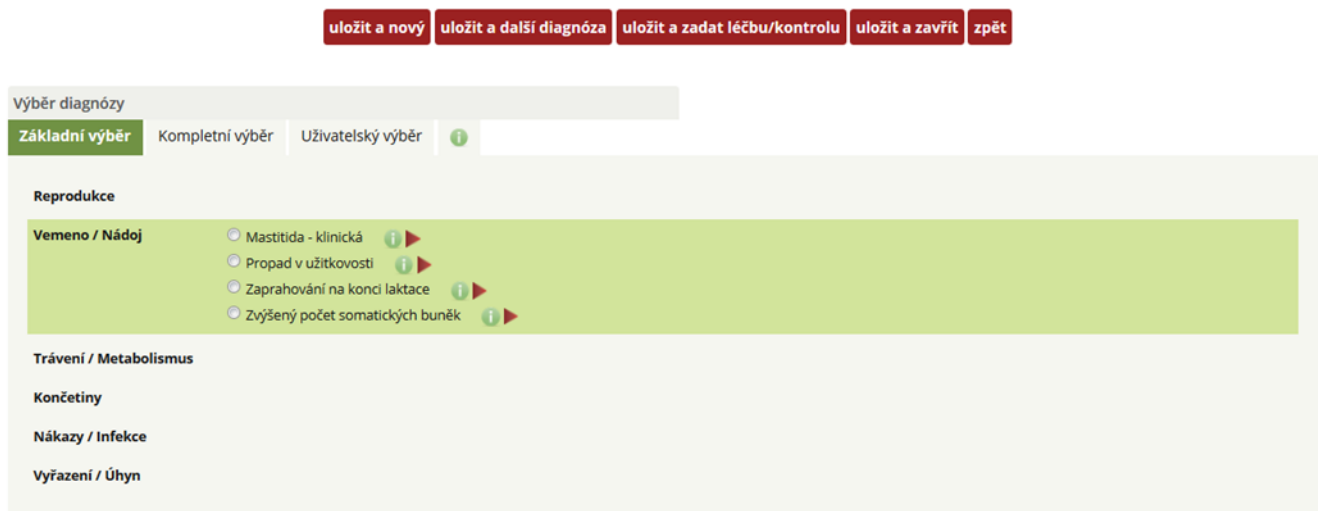 uložit a nový uložit a další diagnóza uložit a zadat léčbu/kontrolu uložit a zavřít zpět
Výběr diagnózy
Základní výběr Kompletní výběr Uživatelský výběr
Reprodukce
Vemeno / Nádoj Mastitida - klinická
Propad v užitkovosti
Zaprahování na konci laktace
Zvýšený počet somatických buněk
Trávení / Metabolismus
Končetiny
Nákazy / Infekce
Vyřazení / Úhyn